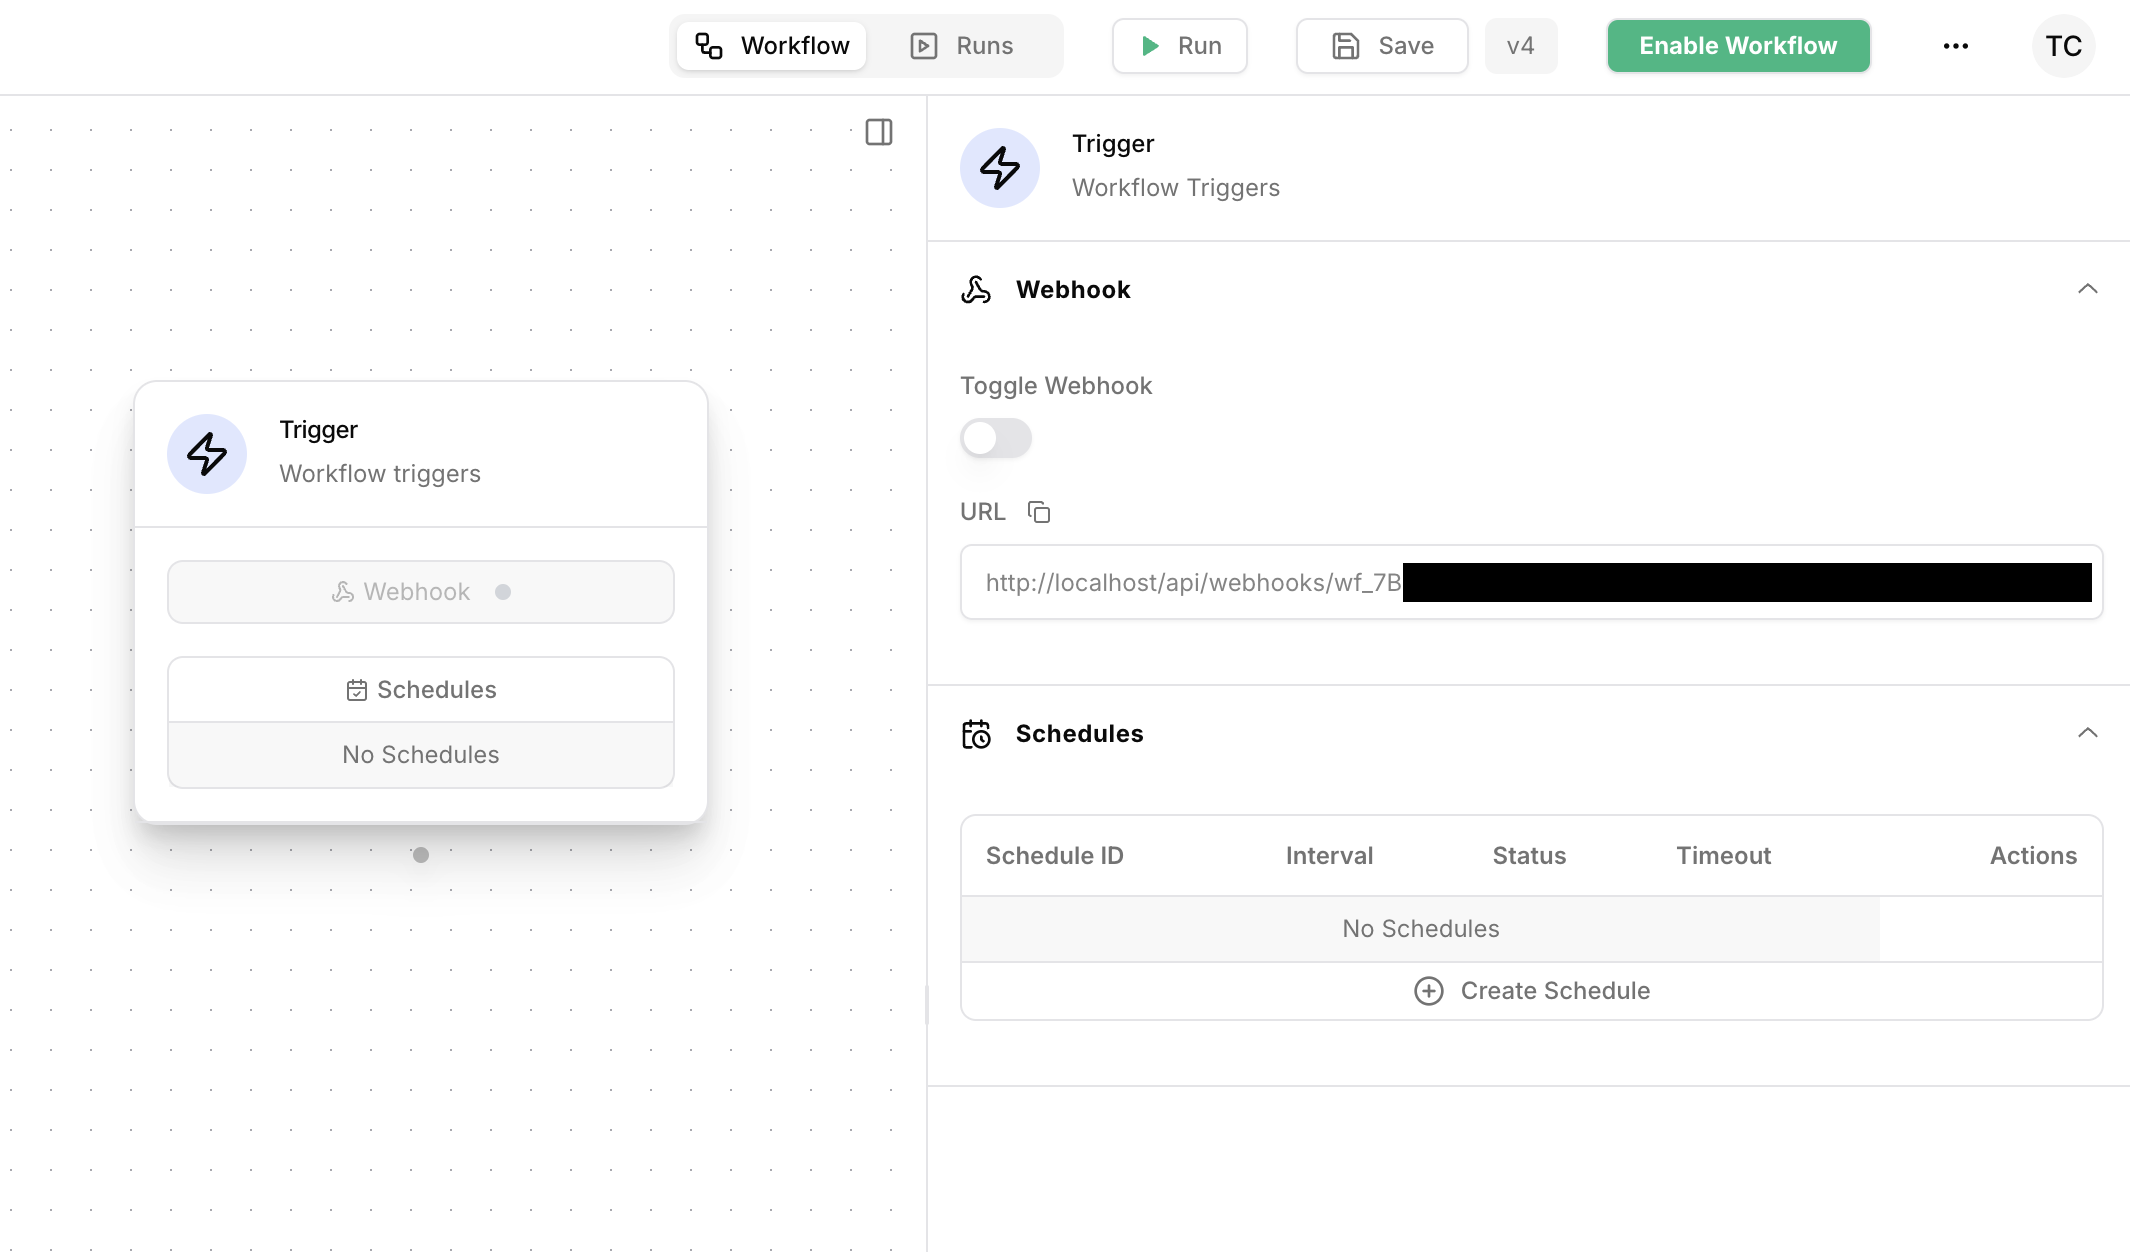 Workflow
Runs
Run
Save
v4
Enable Workflow
TC
Trigger
Workflow triggers
Webhook
Schedules
No Schedules
Trigger
Workflow Triggers
Webhook
Toggle Webhook
URL
http://localhost/api/webhooks/wf_7B
Schedules
Schedule ID Interval Status Timeout Actions
No Schedules
Create Schedule